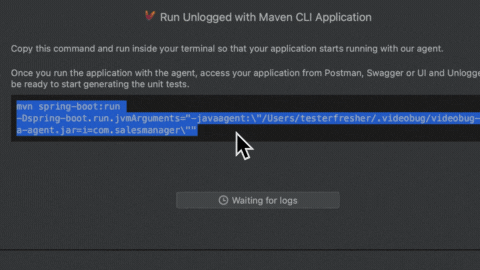 Run Unlogged with Maven CLI Application
Copy this command and run inside your terminal so that your application starts running with our agent.
Once you run the application with the agent, access your application from Postman, Swagger or UI and Unlogge
be ready to start generating the unit tests.
mvn spring-boot:run
-Dspring-boot.run.jvmArguments="-javaagent:\"/Users/testerfresher/.videobug/videobug-
a-agent.jar=i=com.salesmanager\""
Waiting for logs